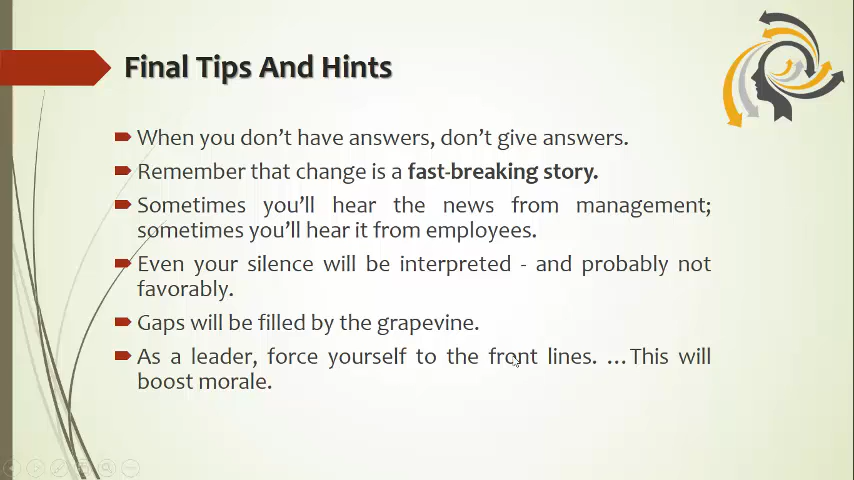 Final Tips And Hints
When you don't have answers, don't give answers.
Remember that change is a fast-breaking story.
Sometimes you'll hear the news from management;
sometimes you'll hear it from employees.
Even your silence will be interpreted - and probably not
favorably.
Gaps will be filled by the grapevine.
As a leader, force yourself to the front lines. …This will
boost morale.